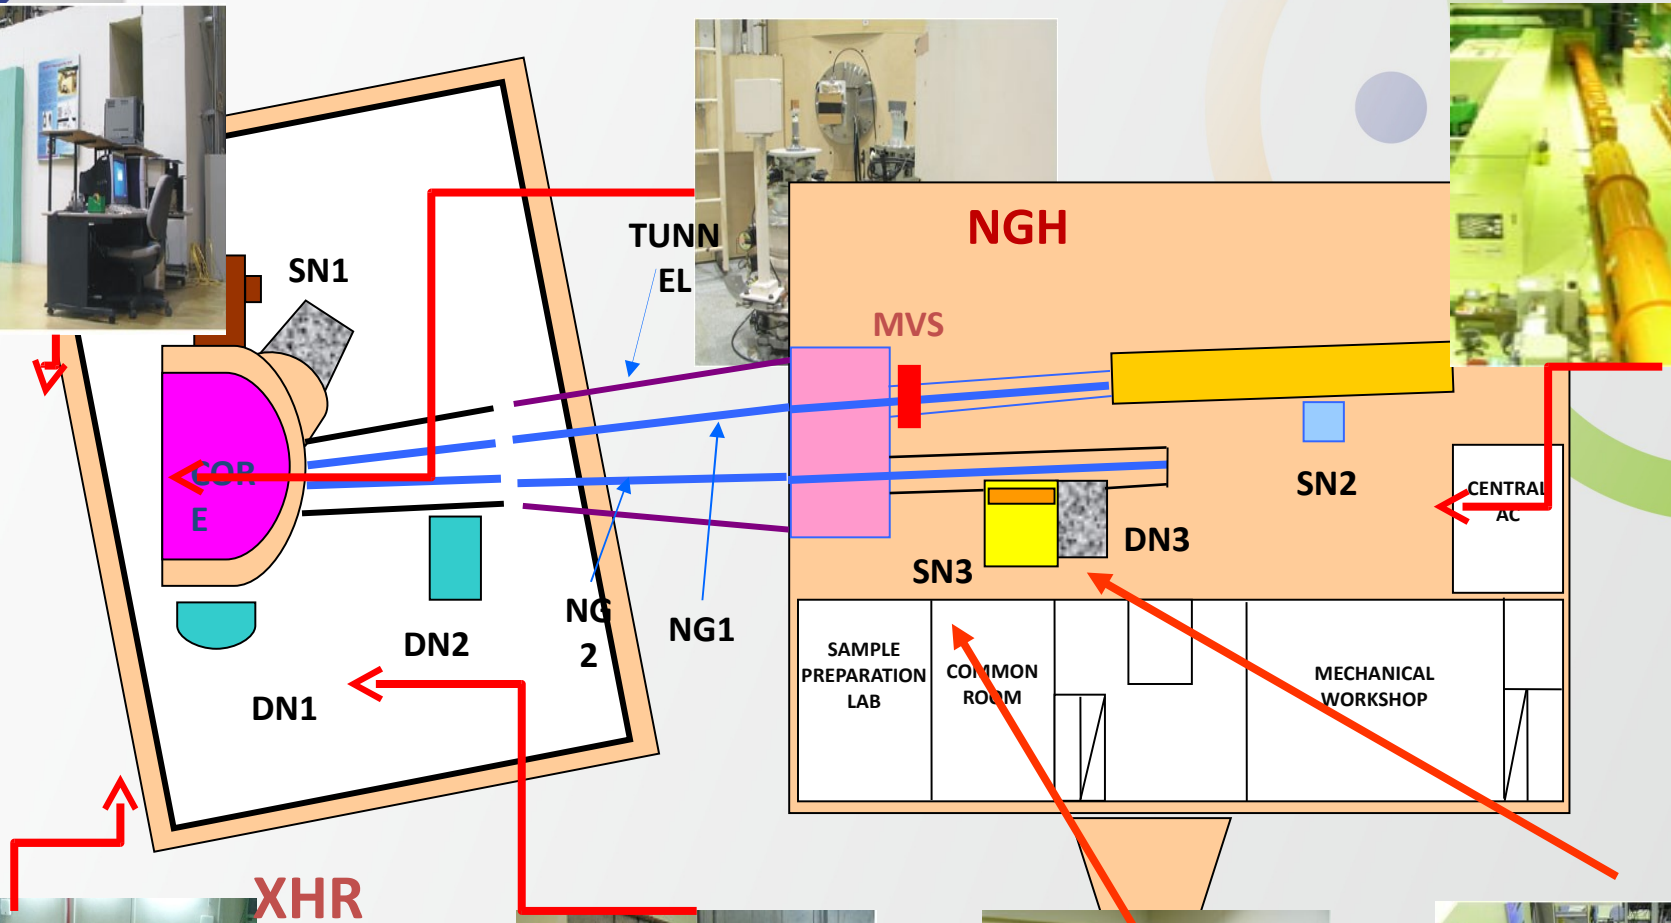 NGH
TUNN
EL
SN1
MVS
COR
E
SN2
CENTRAL
AC
DN3
SN3
NG
2
NG1
DN2
DN1
SAMPLE
PREPARATION
LAB
COMMON
ROOM
MECHANICAL
WORKSHOP
XHR